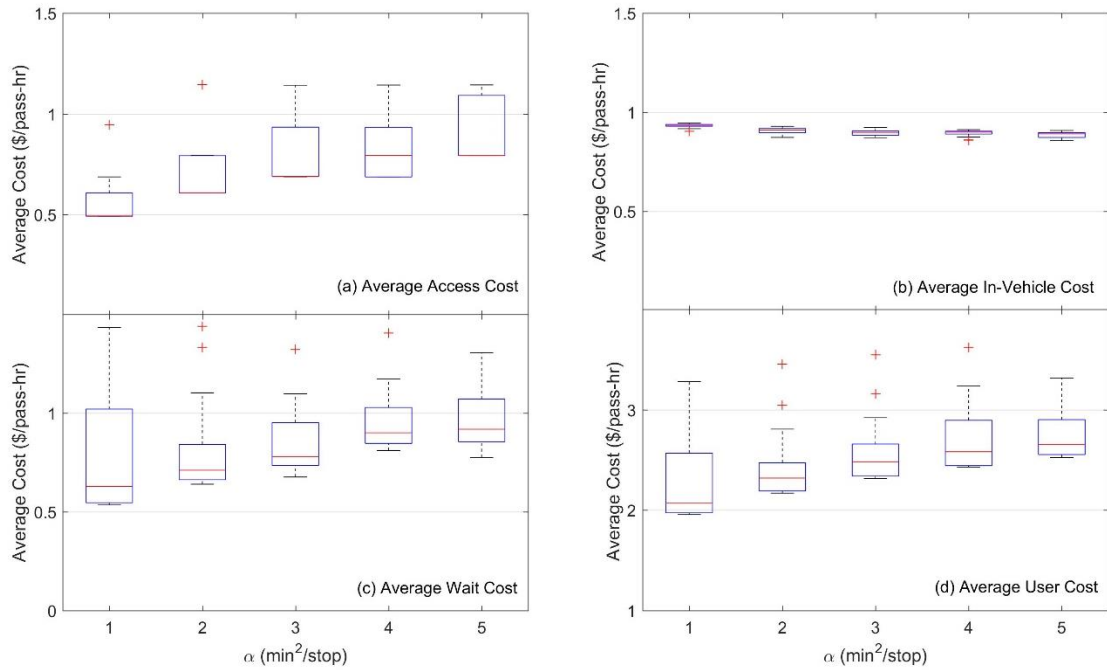 1.5
1
0.5
Average Cost ($/pass-hr)
(a) Average Access Cost
1.5
1
0.5
Average Cost ($/pass-hr)
(b) Average In-Vehicle Cost
1
0.5
0
Average Cost ($/pass-hr)
(c) Average Wait Cost
1 2 3 4 5
α (min²/stop)
3
2
1
Average Cost ($/pass-hr)
(d) Average User Cost
1 2 3 4 5
α (min²/stop)